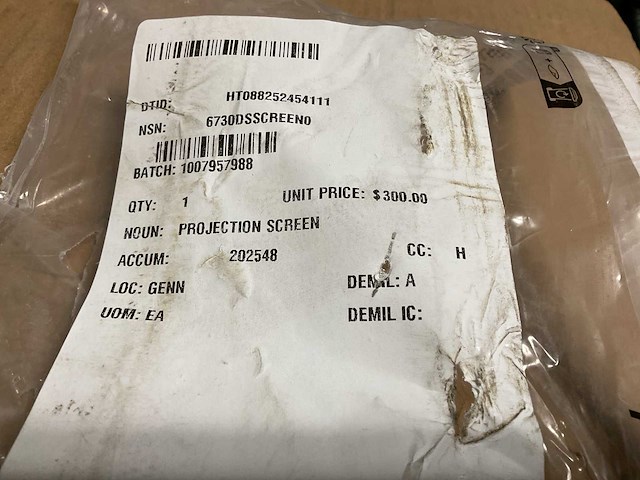 DTID: HT088252454111
NSN: 6730DSSCREEN0
BATCH: 1007957988
QTY: 1 UNIT PRICE: $300.00
NOUN: PROJECTION SCREEN
ACCUM: 202548 CC: H
LOC: GENN DEMIL: A
UOM: EA DEMIL IC: